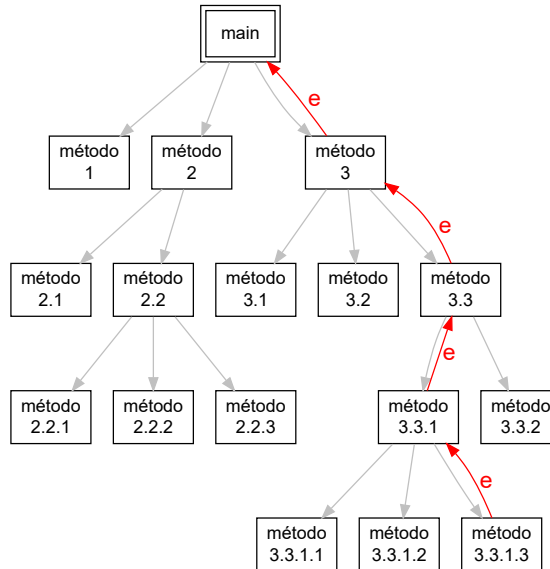 main
e
método
1
método
2
método
3
e
método
2.1
método
2.2
método
3.1
método
3.2
método
3.3
e
método
2.2.1
método
2.2.2
método
2.2.3
método
3.3.1
método
3.3.2
e
método
3.3.1.1
método
3.3.1.2
método
3.3.1.3